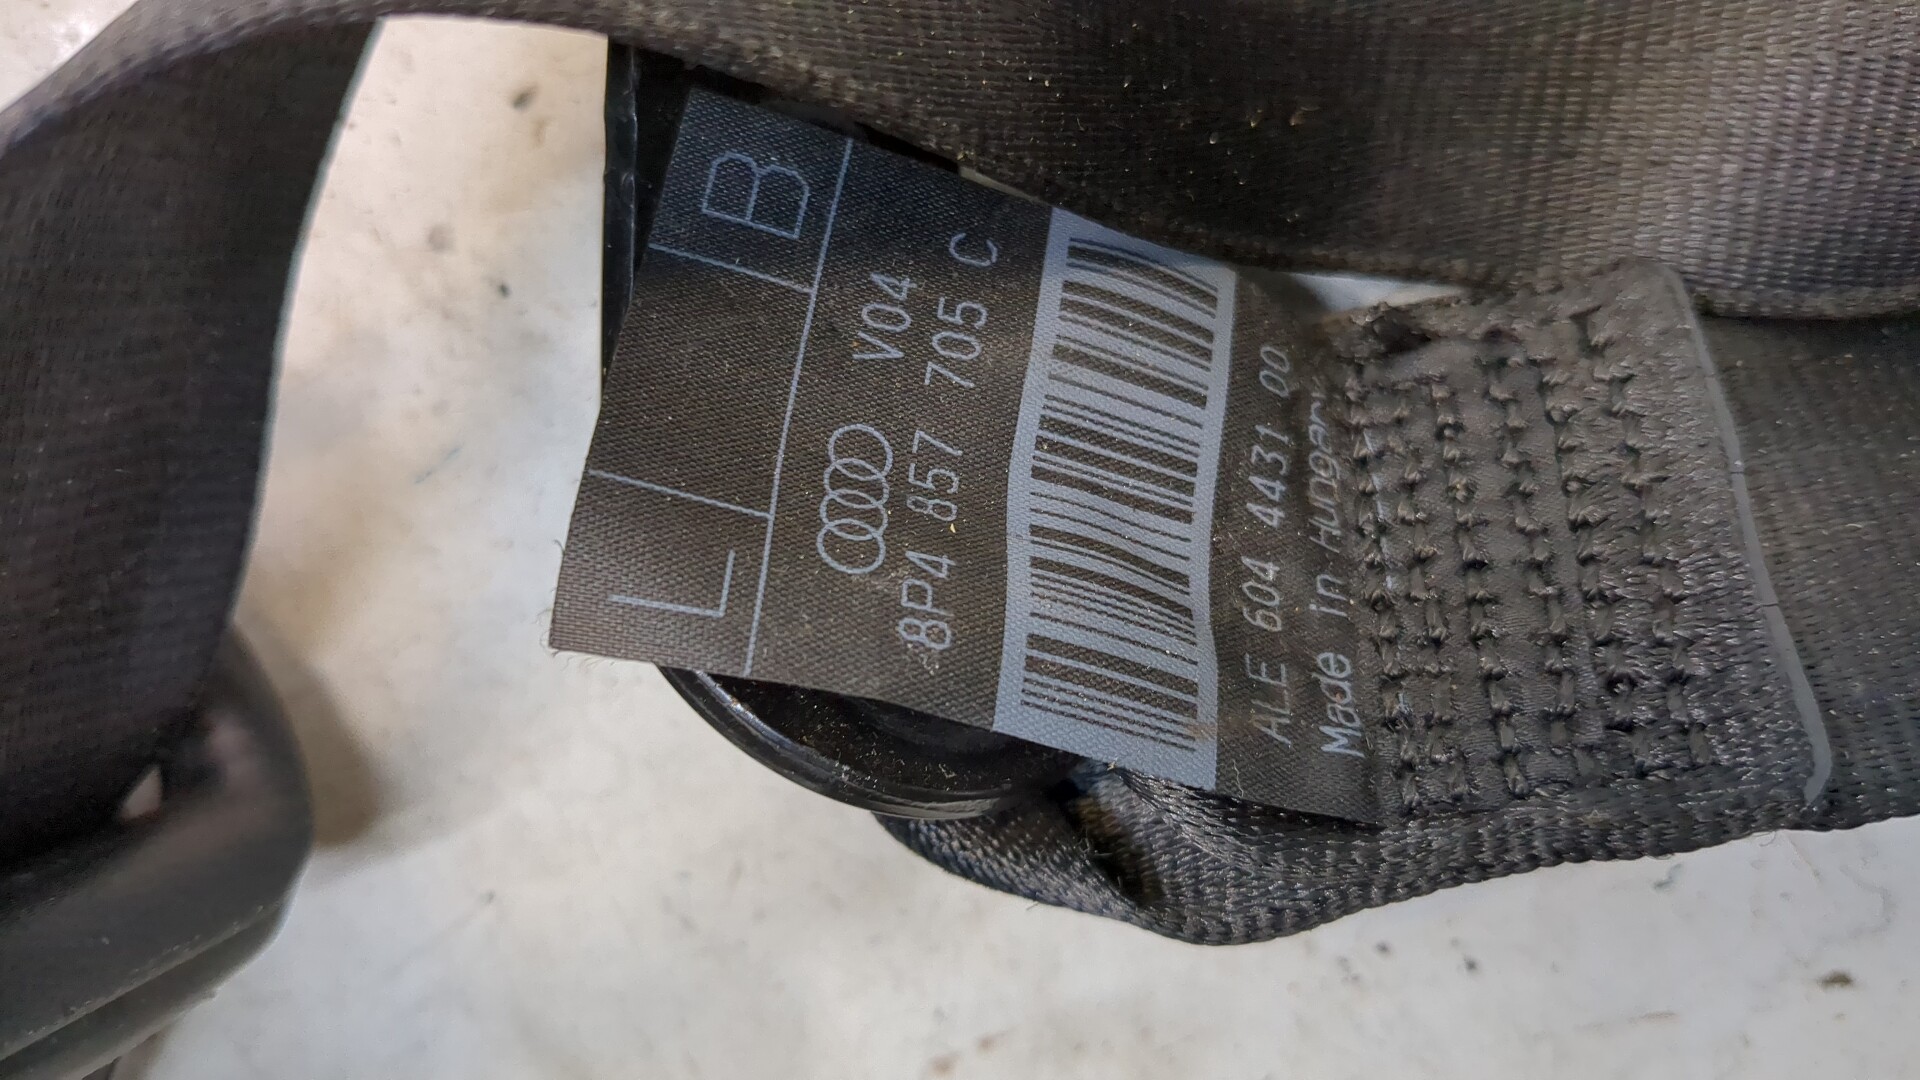 L B
V04
8P4 857 705 C
ALE 604 4431 00
Made in Hungary